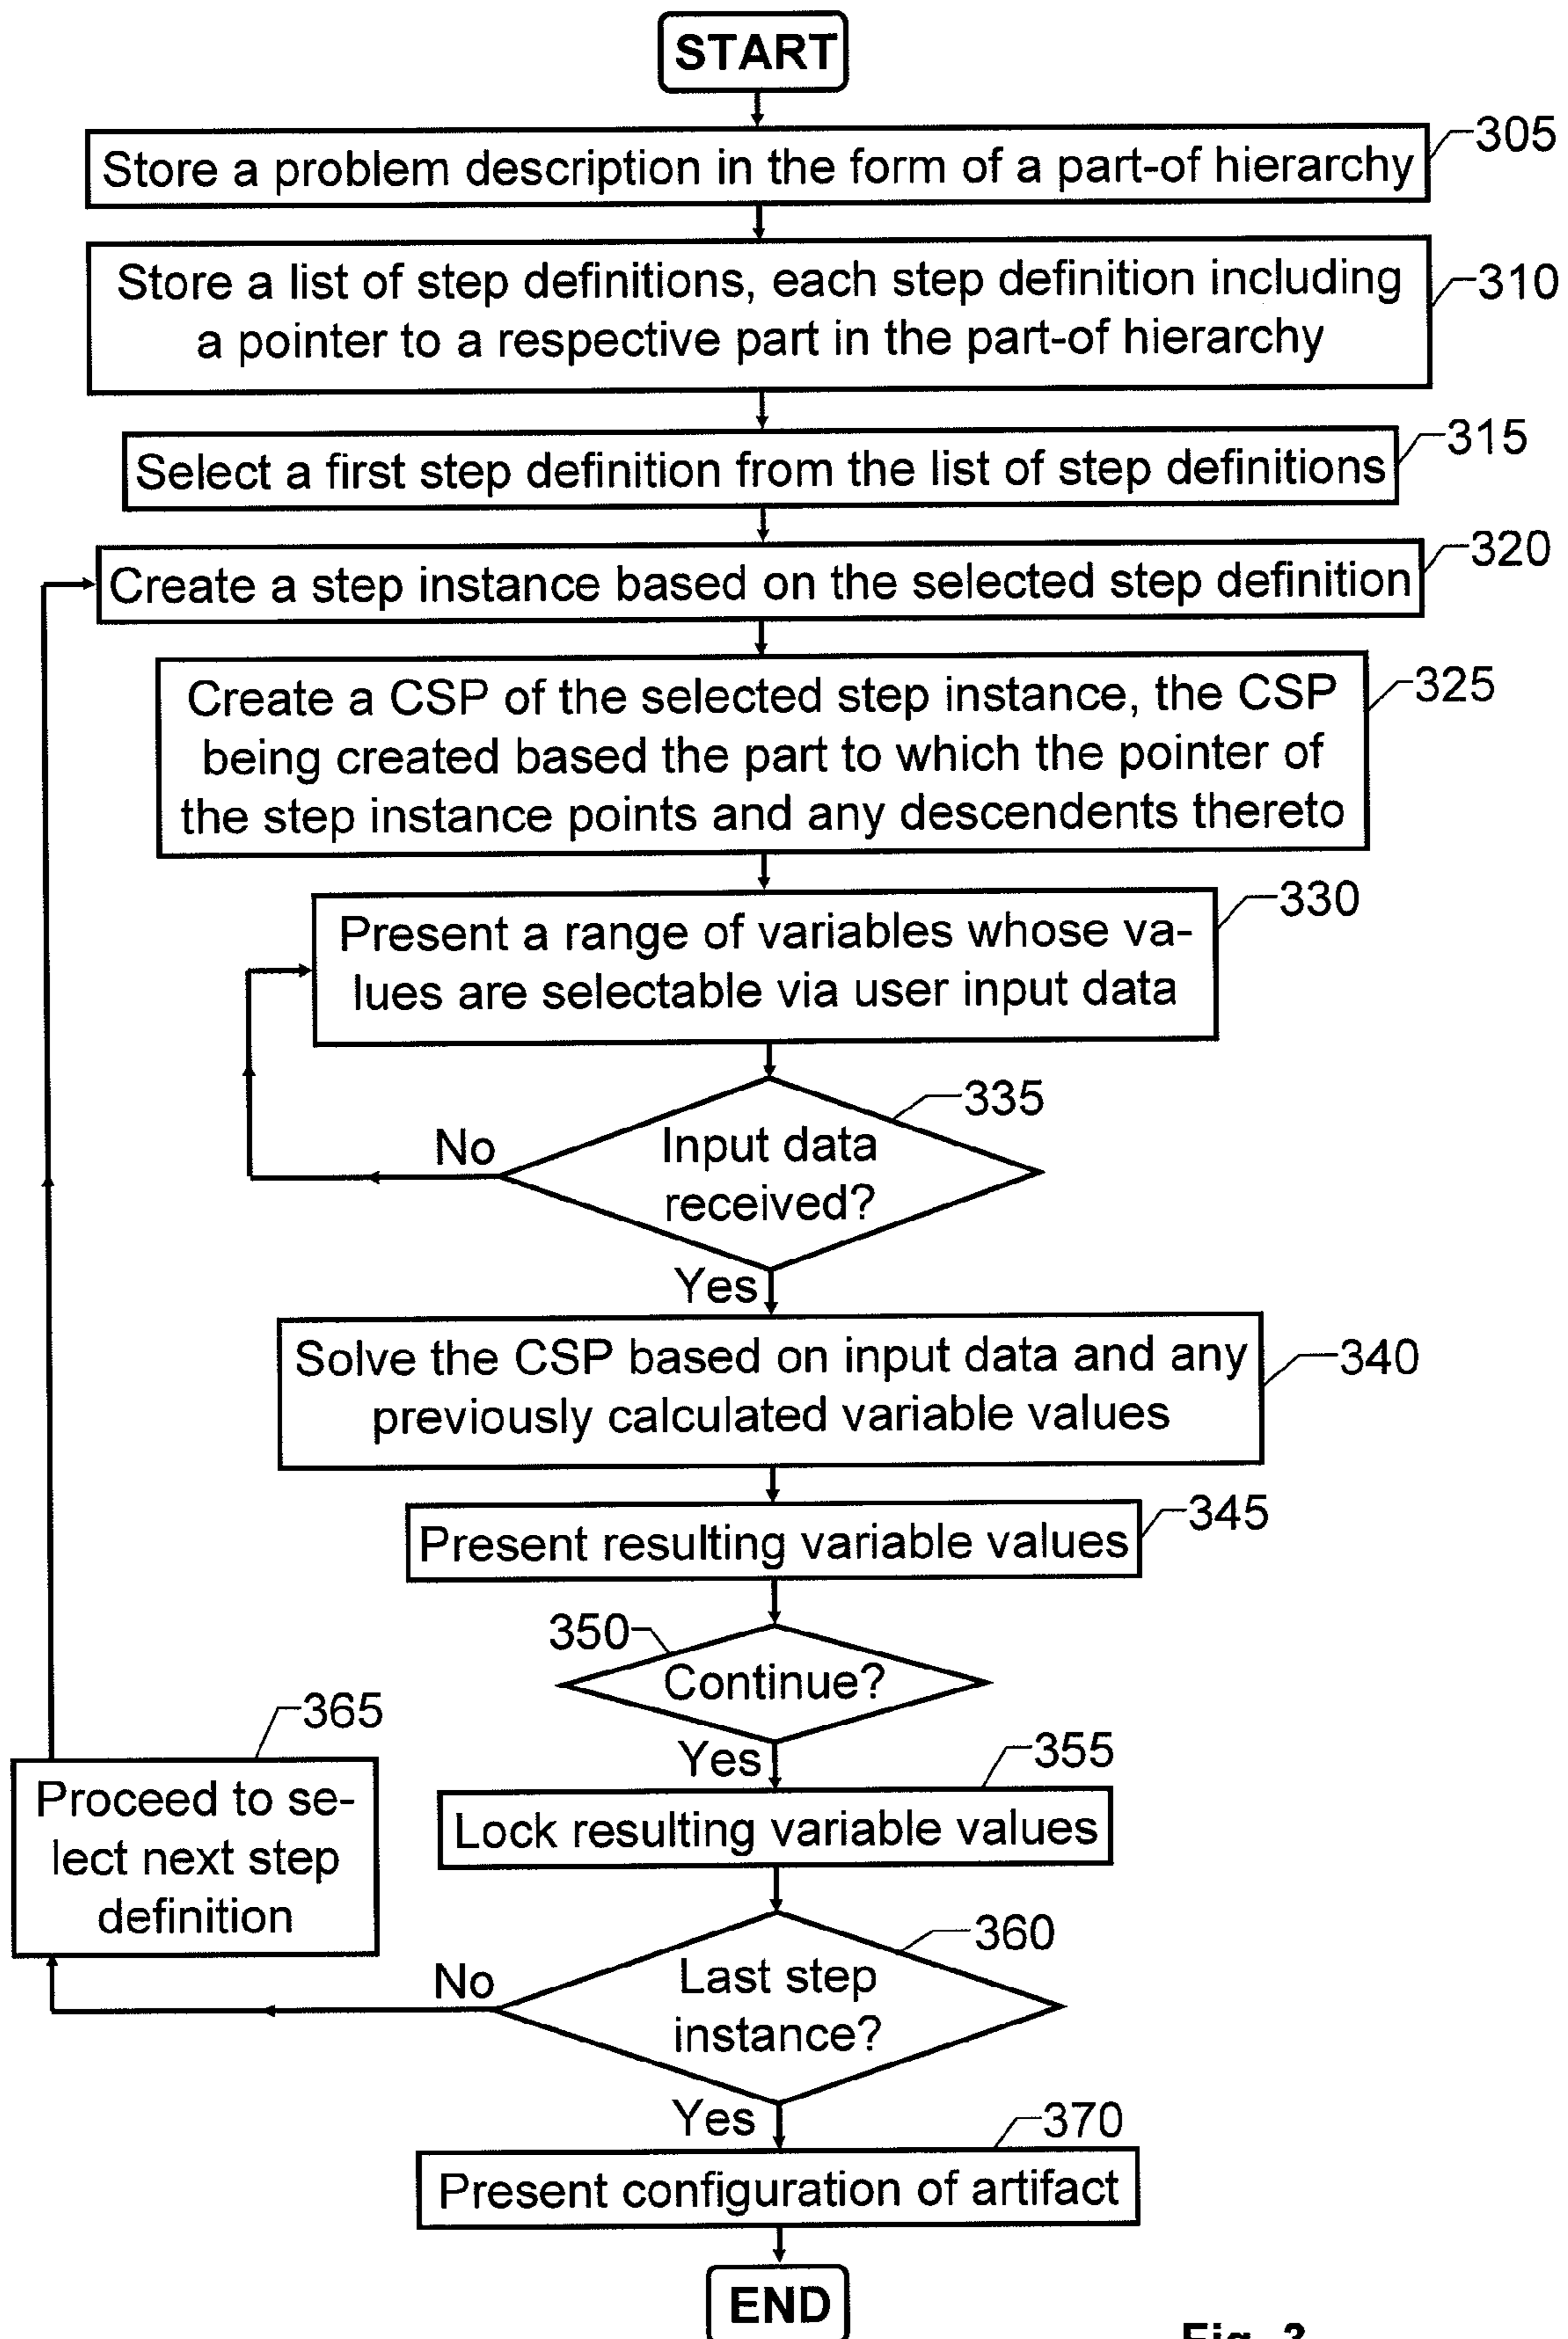 START
305
Store a problem description in the form of a part-of hierarchy
310
Store a list of step definitions, each step definition including
a pointer to a respective part in the part-of hierarchy
315
Select a first step definition from the list of step definitions
320
Create a step instance based on the selected step definition
325
Create a CSP of the selected step instance, the CSP
being created based the part to which the pointer of
the step instance points and any descendents thereto
330
Present a range of variables whose va-
lues are selectable via user input data
335
No
Input data
received?
Yes
Solve the CSP based on input data and any
previously calculated variable values
340
345
Present resulting variable values
350
Continue?
365
Yes
355
Proceed to se-
lect next step
definition
Lock resulting variable values
360
No
Last step
instance?
Yes
370
Present configuration of artifact
END
Fig. 3